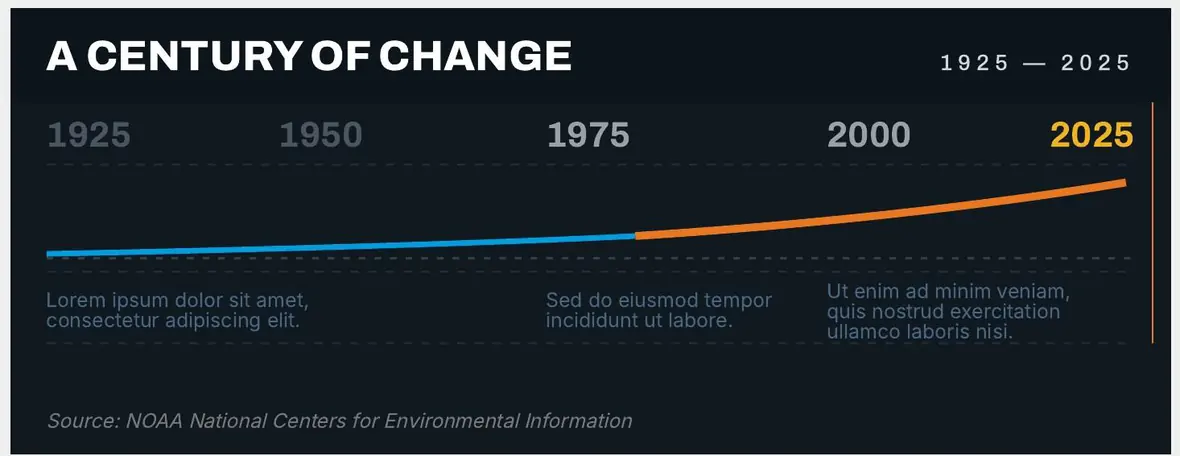 A CENTURY OF CHANGE
1925 — 2025
1925 1950 1975 2000 2025
Lorem ipsum dolor sit amet,
consectetur adipiscing elit.
Sed do eiusmod tempor
incididunt ut labore.
Ut enim ad minim veniam,
quis nostrud exercitation
ullamco laboris nisi.
Source: NOAA National Centers for Environmental Information